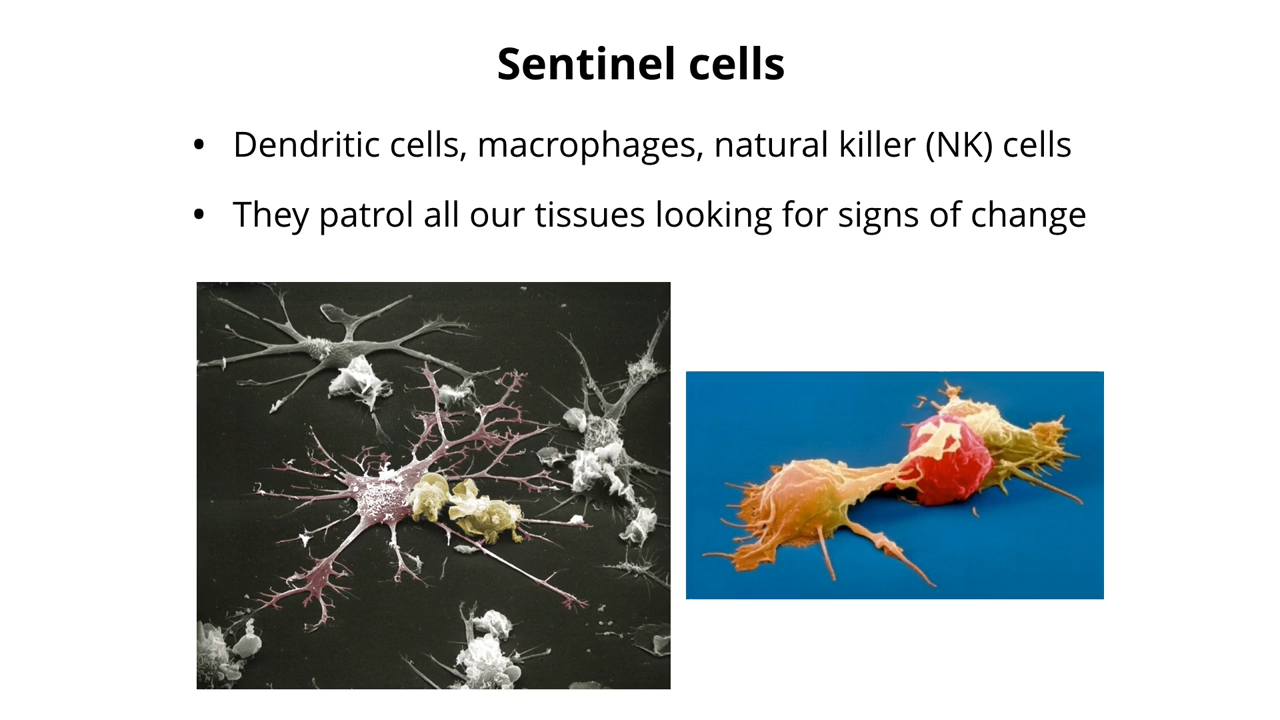 Sentinel cells
• Dendritic cells, macrophages, natural killer (NK) cells
• They patrol all our tissues looking for signs of change